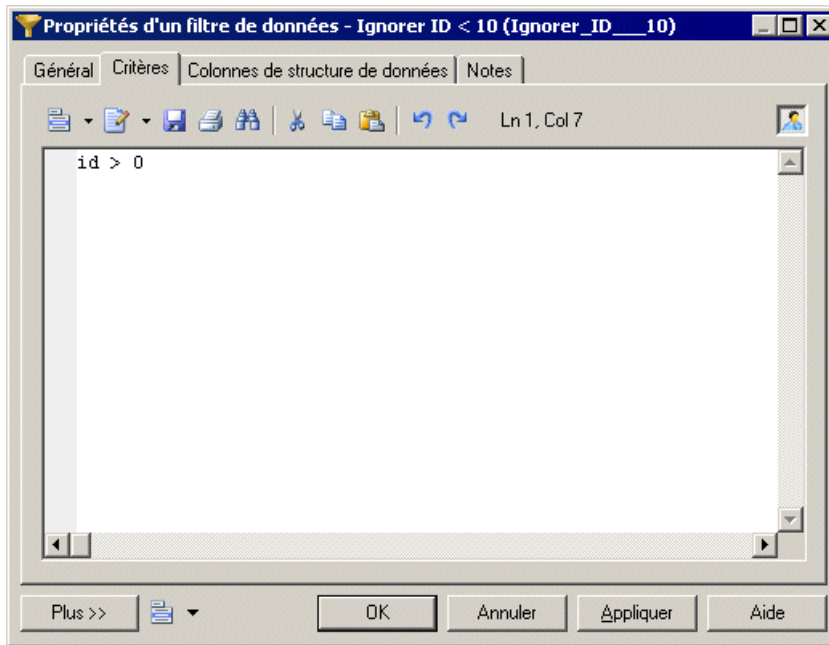 Propriétés d'un filtre de données - Ignorer ID < 10 (Ignorer_ID___10)
Général Critères Colonnes de structure de données Notes
Ln 1, Col 7
id > 0
Plus >> OK Annuler Appliquer Aide